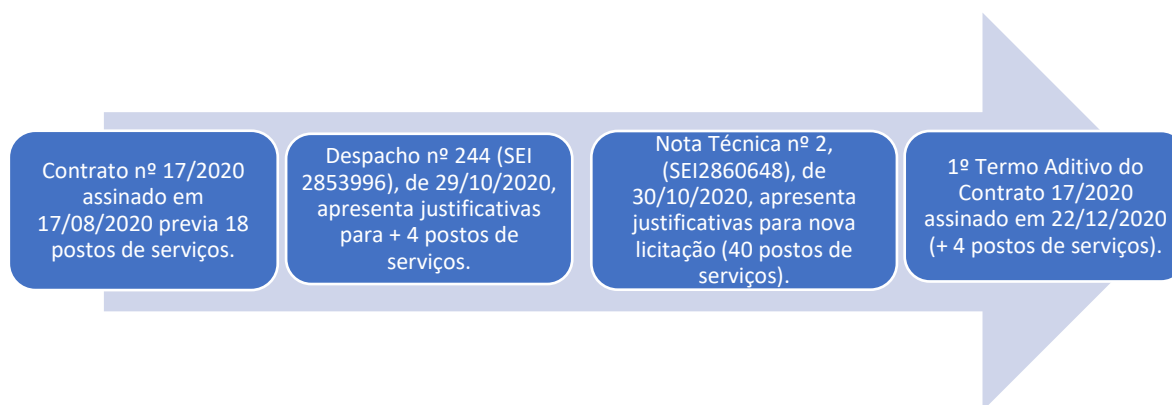 Contrato nº 17/2020
assinado em
17/08/2020 previa 18
postos de serviços.
Despacho nº 244 (SEI
2853996), de 29/10/2020,
apresenta justificativas
para + 4 postos de
serviços.
Nota Técnica nº 2,
(SEI2860648), de
30/10/2020, apresenta
justificativas para nova
licitação (40 postos de
serviços).
1º Termo Aditivo do
Contrato 17/2020
assinado em 22/12/2020
(+ 4 postos de serviços).